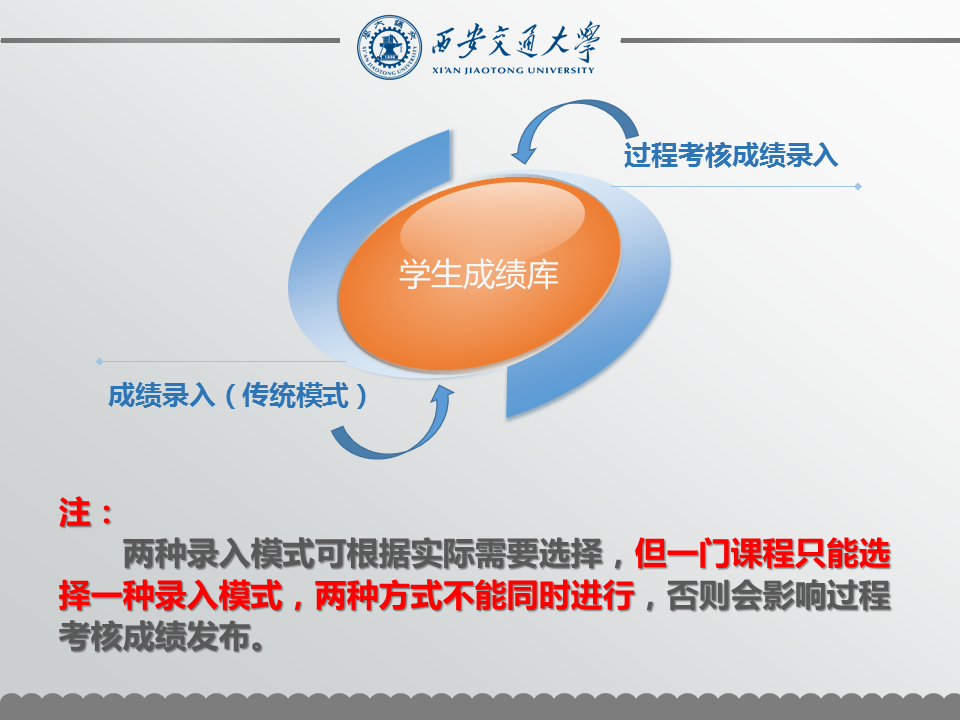 西安交通大学
XI'AN JIAOTONG UNIVERSITY
过程考核成绩录入
学生成绩库
成绩录入（传统模式）
注：
两种录入模式可根据实际需要选择，但一门课程只能选
择一种录入模式，两种方式不能同时进行，否则会影响过程
考核成绩发布。